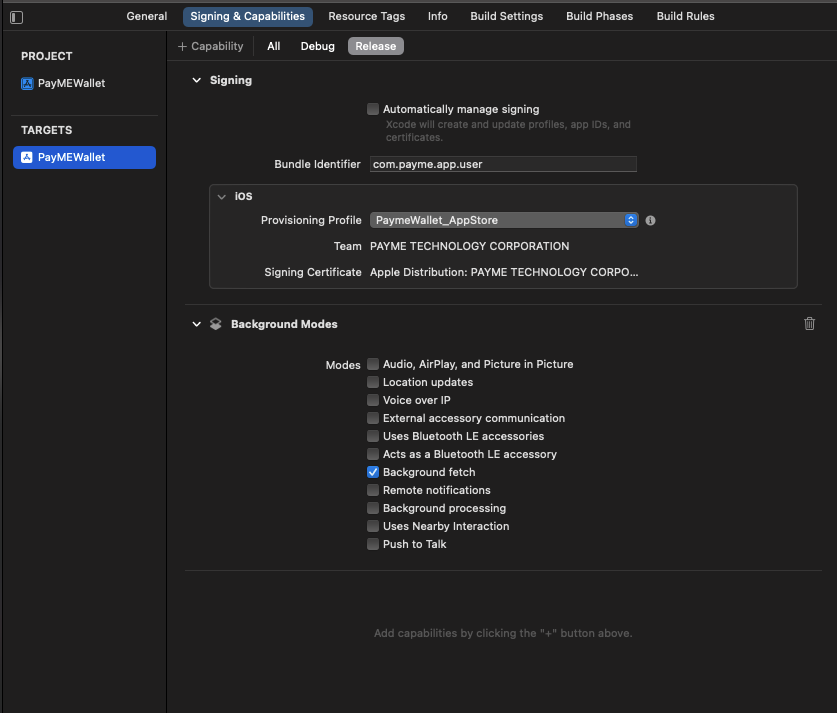 General Signing & Capabilities Resource Tags Info Build Settings Build Phases Build Rules
+ Capability All Debug Release
PROJECT
PayMEWallet
TARGETS
PayMEWallet
Signing
Automatically manage signing
Xcode will create and update profiles, app IDs, and
certificates.
Bundle Identifier com.payme.app.user
iOS
Provisioning Profile PaymeWallet_AppStore
Team PAYME TECHNOLOGY CORPORATION
Signing Certificate Apple Distribution: PAYME TECHNOLOGY CORPO...
Background Modes
Modes Audio, AirPlay, and Picture in Picture
Location updates
Voice over IP
External accessory communication
Uses Bluetooth LE accessories
Acts as a Bluetooth LE accessory
Background fetch
Remote notifications
Background processing
Uses Nearby Interaction
Push to Talk
Add capabilities by clicking the "+" button above.